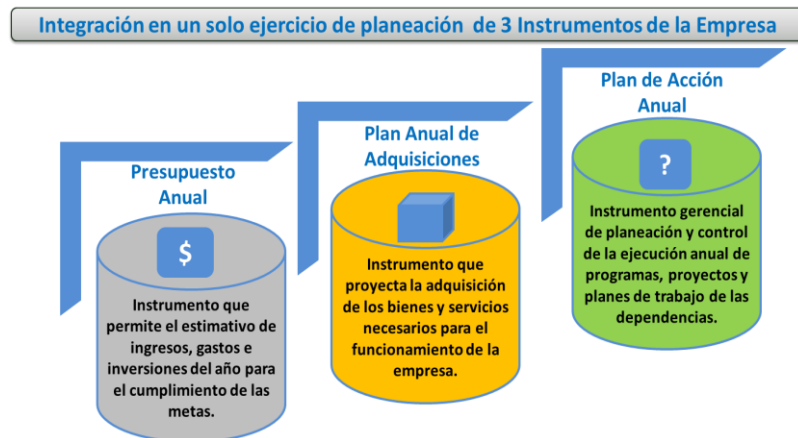 Integración en un solo ejercicio de planeación de 3 Instrumentos de la Empresa
Presupuesto
Anual
$
Instrumento que
permite el estimativo de
ingresos, gastos e
inversiones del año para
el cumplimiento de las
metas.
Plan Anual de
Adquisiciones
Instrumento que
proyecta la adquisición
de los bienes y servicios
necesarios para el
funcionamiento de la
empresa.
Plan de Acción
Anual
?
Instrumento gerencial
de planeación y control
de la ejecución anual de
programas, proyectos y
planes de trabajo de las
dependencias.